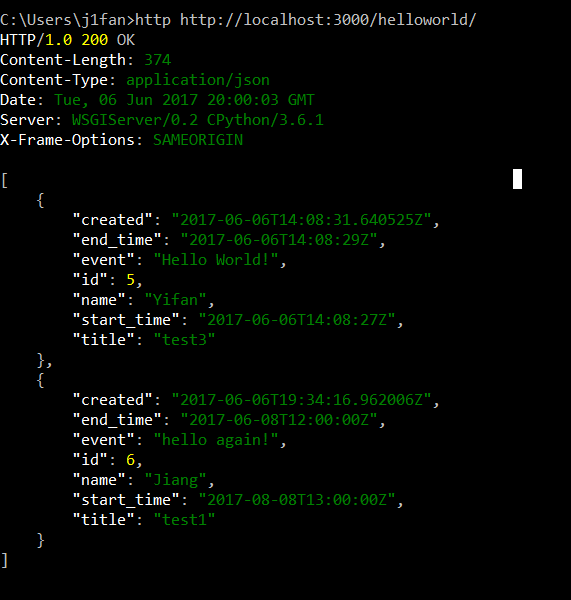 C:\Users\j1fan>http http://localhost:3000/helloworld/
HTTP/1.0 200 OK
Content-Length: 374
Content-Type: application/json
Date: Tue, 06 Jun 2017 20:00:03 GMT
Server: WSGIServer/0.2 CPython/3.6.1
X-Frame-Options: SAMEORIGIN

[
    {
        "created": "2017-06-06T14:08:31.640525Z",
        "end_time": "2017-06-06T14:08:29Z",
        "event": "Hello World!",
        "id": 5,
        "name": "Yifan",
        "start_time": "2017-06-06T14:08:27Z",
        "title": "test3"
    },
    {
        "created": "2017-06-06T19:34:16.962006Z",
        "end_time": "2017-06-08T12:00:00Z",
        "event": "hello again!",
        "id": 6,
        "name": "Jiang",
        "start_time": "2017-08-08T13:00:00Z",
        "title": "test1"
    }
]